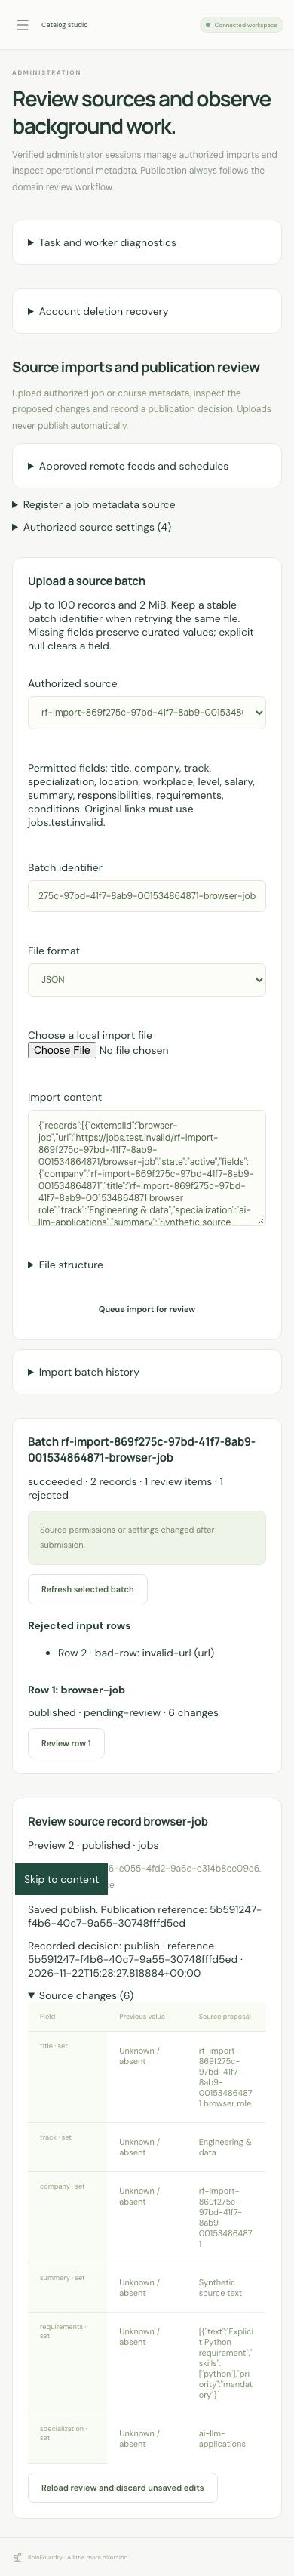 Catalog studio
Connected workspace
ADMINISTRATION
Review sources and observe
background work.
Verified administrator sessions manage authorized imports and
inspect operational metadata. Publication always follows the
domain review workflow.
Task and worker diagnostics
Account deletion recovery
Source imports and publication review
Upload authorized job or course metadata, inspect the
proposed changes and record a publication decision. Uploads
never publish automatically.
Approved remote feeds and schedules
Register a job metadata source
Authorized source settings (4)
Upload a source batch
Up to 100 records and 2 MiB. Keep a stable
batch identifier when retrying the same file.
Missing fields preserve curated values; explicit
null clears a field.
Authorized source
rf-import-869f275c-97bd-41f7-8ab9-00153486
Permitted fields: title, company, track,
specialization, location, workplace, level, salary,
summary, responsibilities, requirements,
conditions. Original links must use
jobs.test.invalid.
Batch identifier
275c-97bd-41f7-8ab9-001534864871-browser-job
File format
JSON
Choose a local import file
Choose File No file chosen
Import content
{"records":[{"externalId":"browser-
job","url":"https://jobs.test.invalid/rf-import-
869f275c-97bd-41f7-8ab9-
001534864871/browser-job","state":"active","fields":
{"company":"rf-import-869f275c-97bd-41f7-8ab9-
001534864871","title":"rf-import-869f275c-97bd-
41f7-8ab9-001534864871 browser
role","track":"Engineering & data","specialization":"ai-
llm-applications","summary":"Synthetic source
File structure
Queue import for review
Import batch history
Batch rf-import-869f275c-97bd-41f7-8ab9-
001534864871-browser-job
succeeded · 2 records · 1 review items · 1
rejected
Source permissions or settings changed after
submission.
Refresh selected batch
Rejected input rows
Row 2 · bad-row: invalid-url (url)
Row 1: browser-job
published · pending-review · 6 changes
Review row 1
Review source record browser-job
Preview 2 · published · jobs
6-e055-4fd2-9a6c-c314b8ce09e6.
Skip to content
Saved publish. Publication reference: 5b591247-
f4b6-40c7-9a55-30748fffd5ed
Recorded decision: publish · reference
5b591247-f4b6-40c7-9a55-30748fffd5ed ·
2026-11-22T15:28:27.818884+00:00
Source changes (6)
Field Previous value Source proposal
title · set Unknown / absent rf-import-
869f275c-
97bd-41f7-
8ab9-
00153486487
1 browser role
track · set Unknown / absent Engineering &
data
company · set Unknown / absent rf-import-
869f275c-
97bd-41f7-
8ab9-
00153486487
1
summary · set Unknown / absent Synthetic
source text
requirements · set Unknown / absent [{"text":"Explici
t Python
requirement","
skills":
["python"],"pri
ority":"mandat
ory"}]
specialization · set Unknown / absent ai-llm-
applications
Reload review and discard unsaved edits
RoleFoundry · A little more direction.